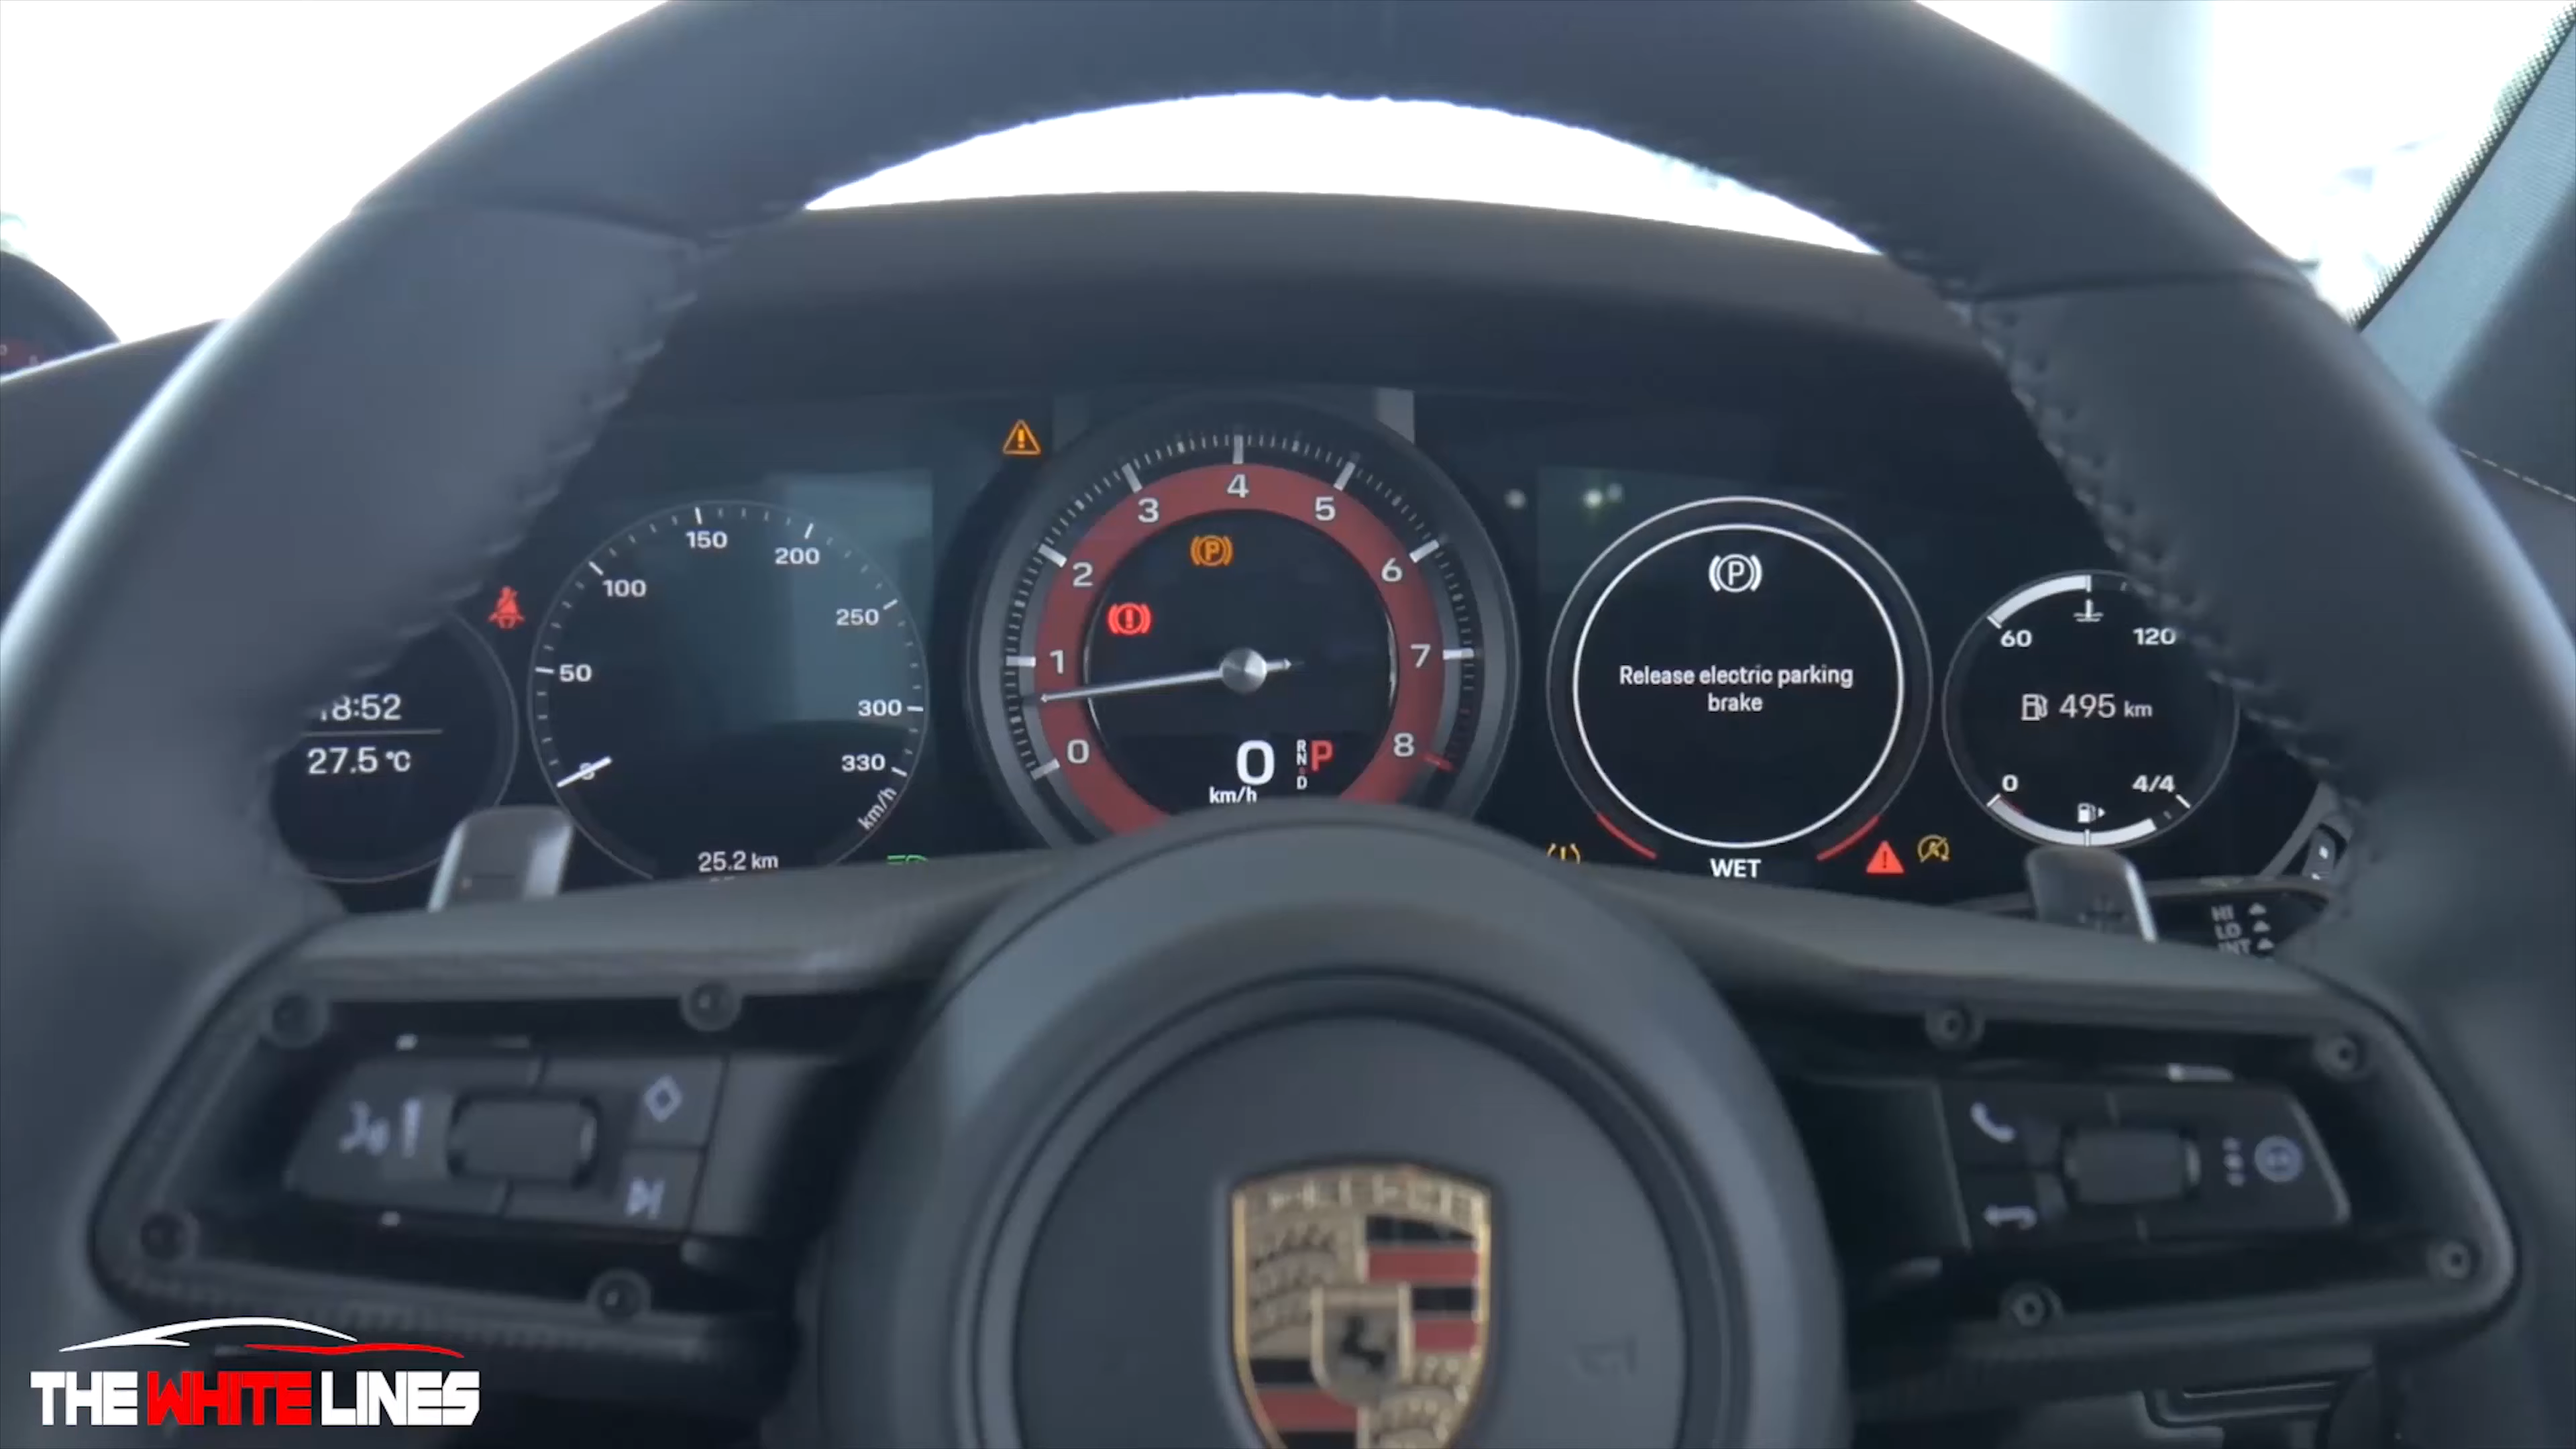 18:52
27.5 °C
50
100
150
200
250
300
330
km/h
25.2 km
0
1
2
3
4
5
6
7
8
P
0
km/h
R
N
D
P
P
Release electric parking
brake
WET
60
120
495 km
0
4/4
HI
LO
INT
THE WHITE LINES